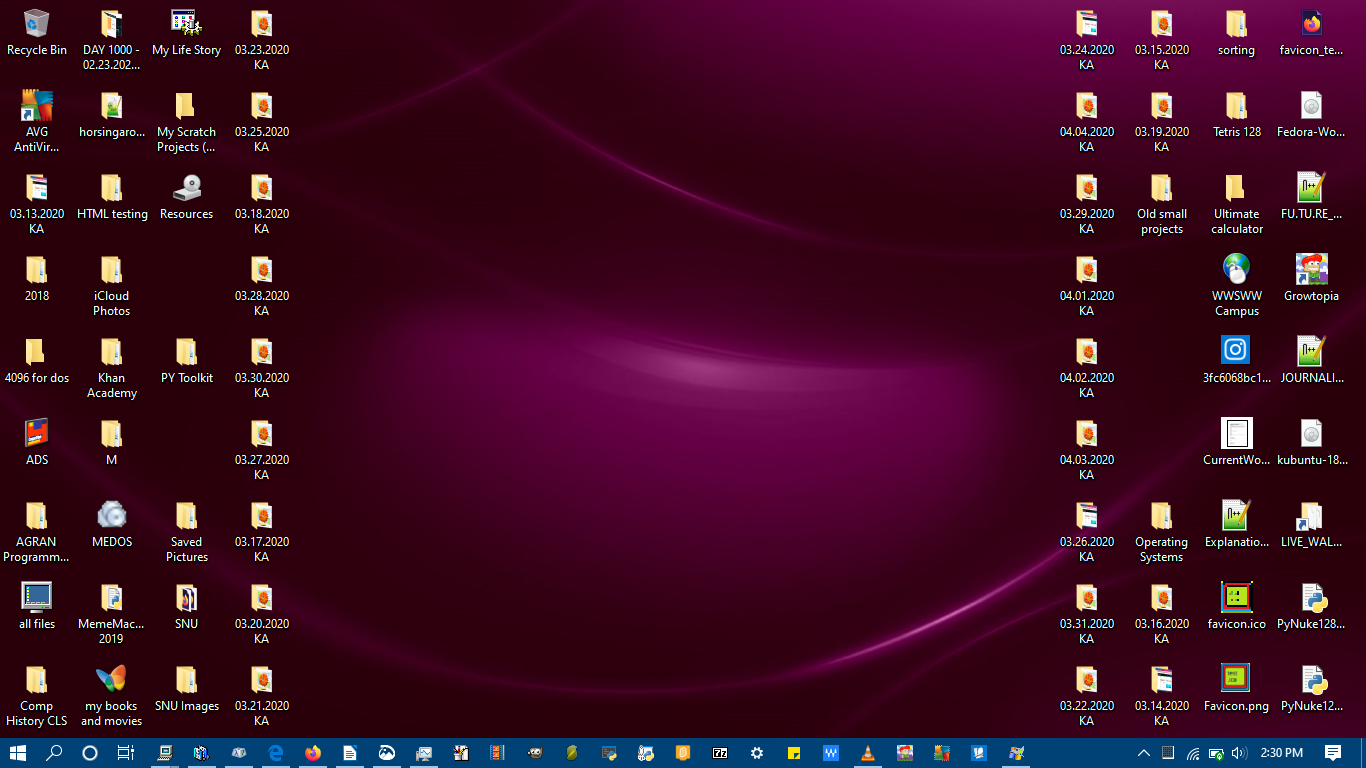 Recycle Bin
DAY 1000 -
02.23.202...
My Life Story
03.23.2020
KA
03.24.2020
KA
03.15.2020
KA
sorting
favicon_te...
AVG
AntiVir...
horsingaro...
My Scratch
Projects (...
03.25.2020
KA
04.04.2020
KA
03.19.2020
KA
Tetris 128
Fedora-Wo...
03.13.2020
KA
HTML testing
Resources
03.18.2020
KA
03.29.2020
KA
Old small
projects
Ultimate
calculator
FU.TU.RE_...
2018
iCloud
Photos
03.28.2020
KA
04.01.2020
KA
WWSWW
Campus
Growtopia
4096 for dos
Khan
Academy
PY Toolkit
03.30.2020
KA
04.02.2020
KA
3fc6068bc1...
JOURNALI...
ADS
M
03.27.2020
KA
04.03.2020
KA
CurrentWo...
kubuntu-18...
AGRAN
Programm...
MEDOS
Saved
Pictures
03.17.2020
KA
03.26.2020
KA
Operating
Systems
Explanatio...
LIVE_WAL...
all files
MemeMac...
2019
SNU
03.20.2020
KA
03.31.2020
KA
03.16.2020
KA
favicon.ico
PyNuke128...
Comp
History CLS
my books
and movies
SNU Images
03.21.2020
KA
03.22.2020
KA
03.14.2020
KA
Favicon.png
PyNuke12...
2:30 PM